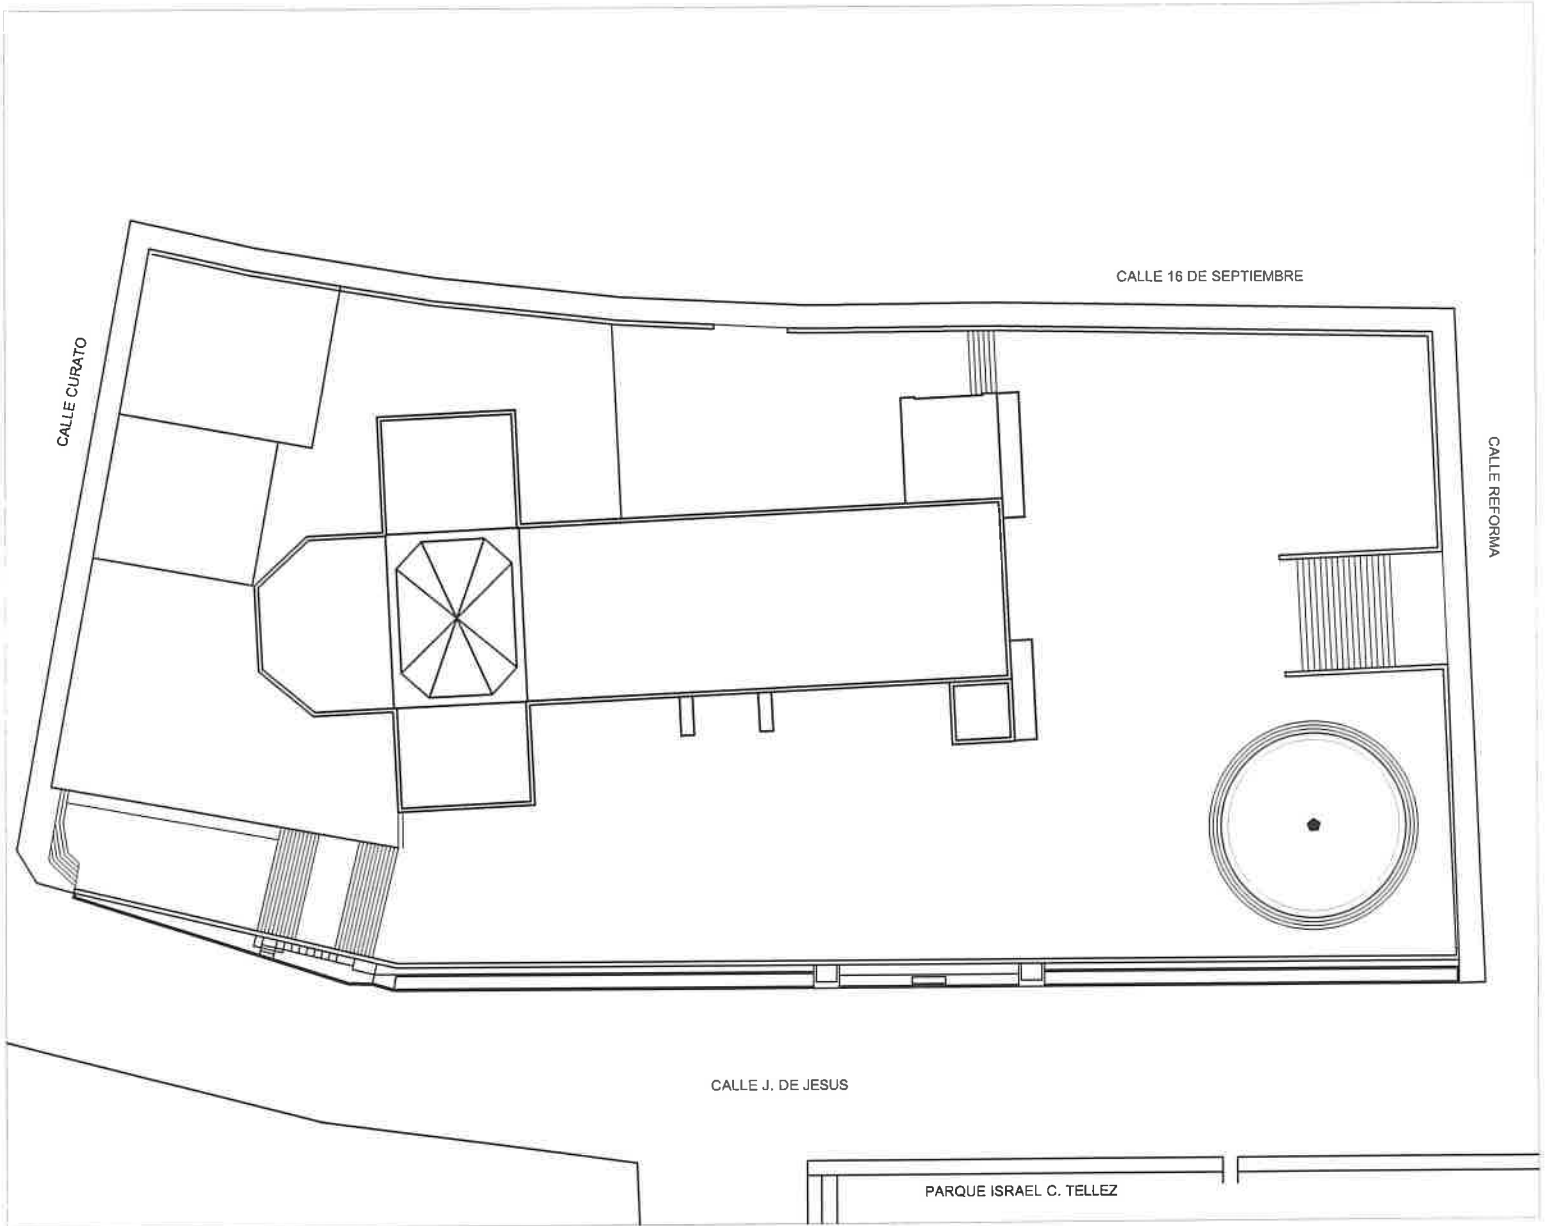 CALLE 16 DE SEPTIEMBRE
CALLE CURATO
CALLE REFORMA
CALLE J. DE JESUS
PARQUE ISRAEL C. TELLEZ